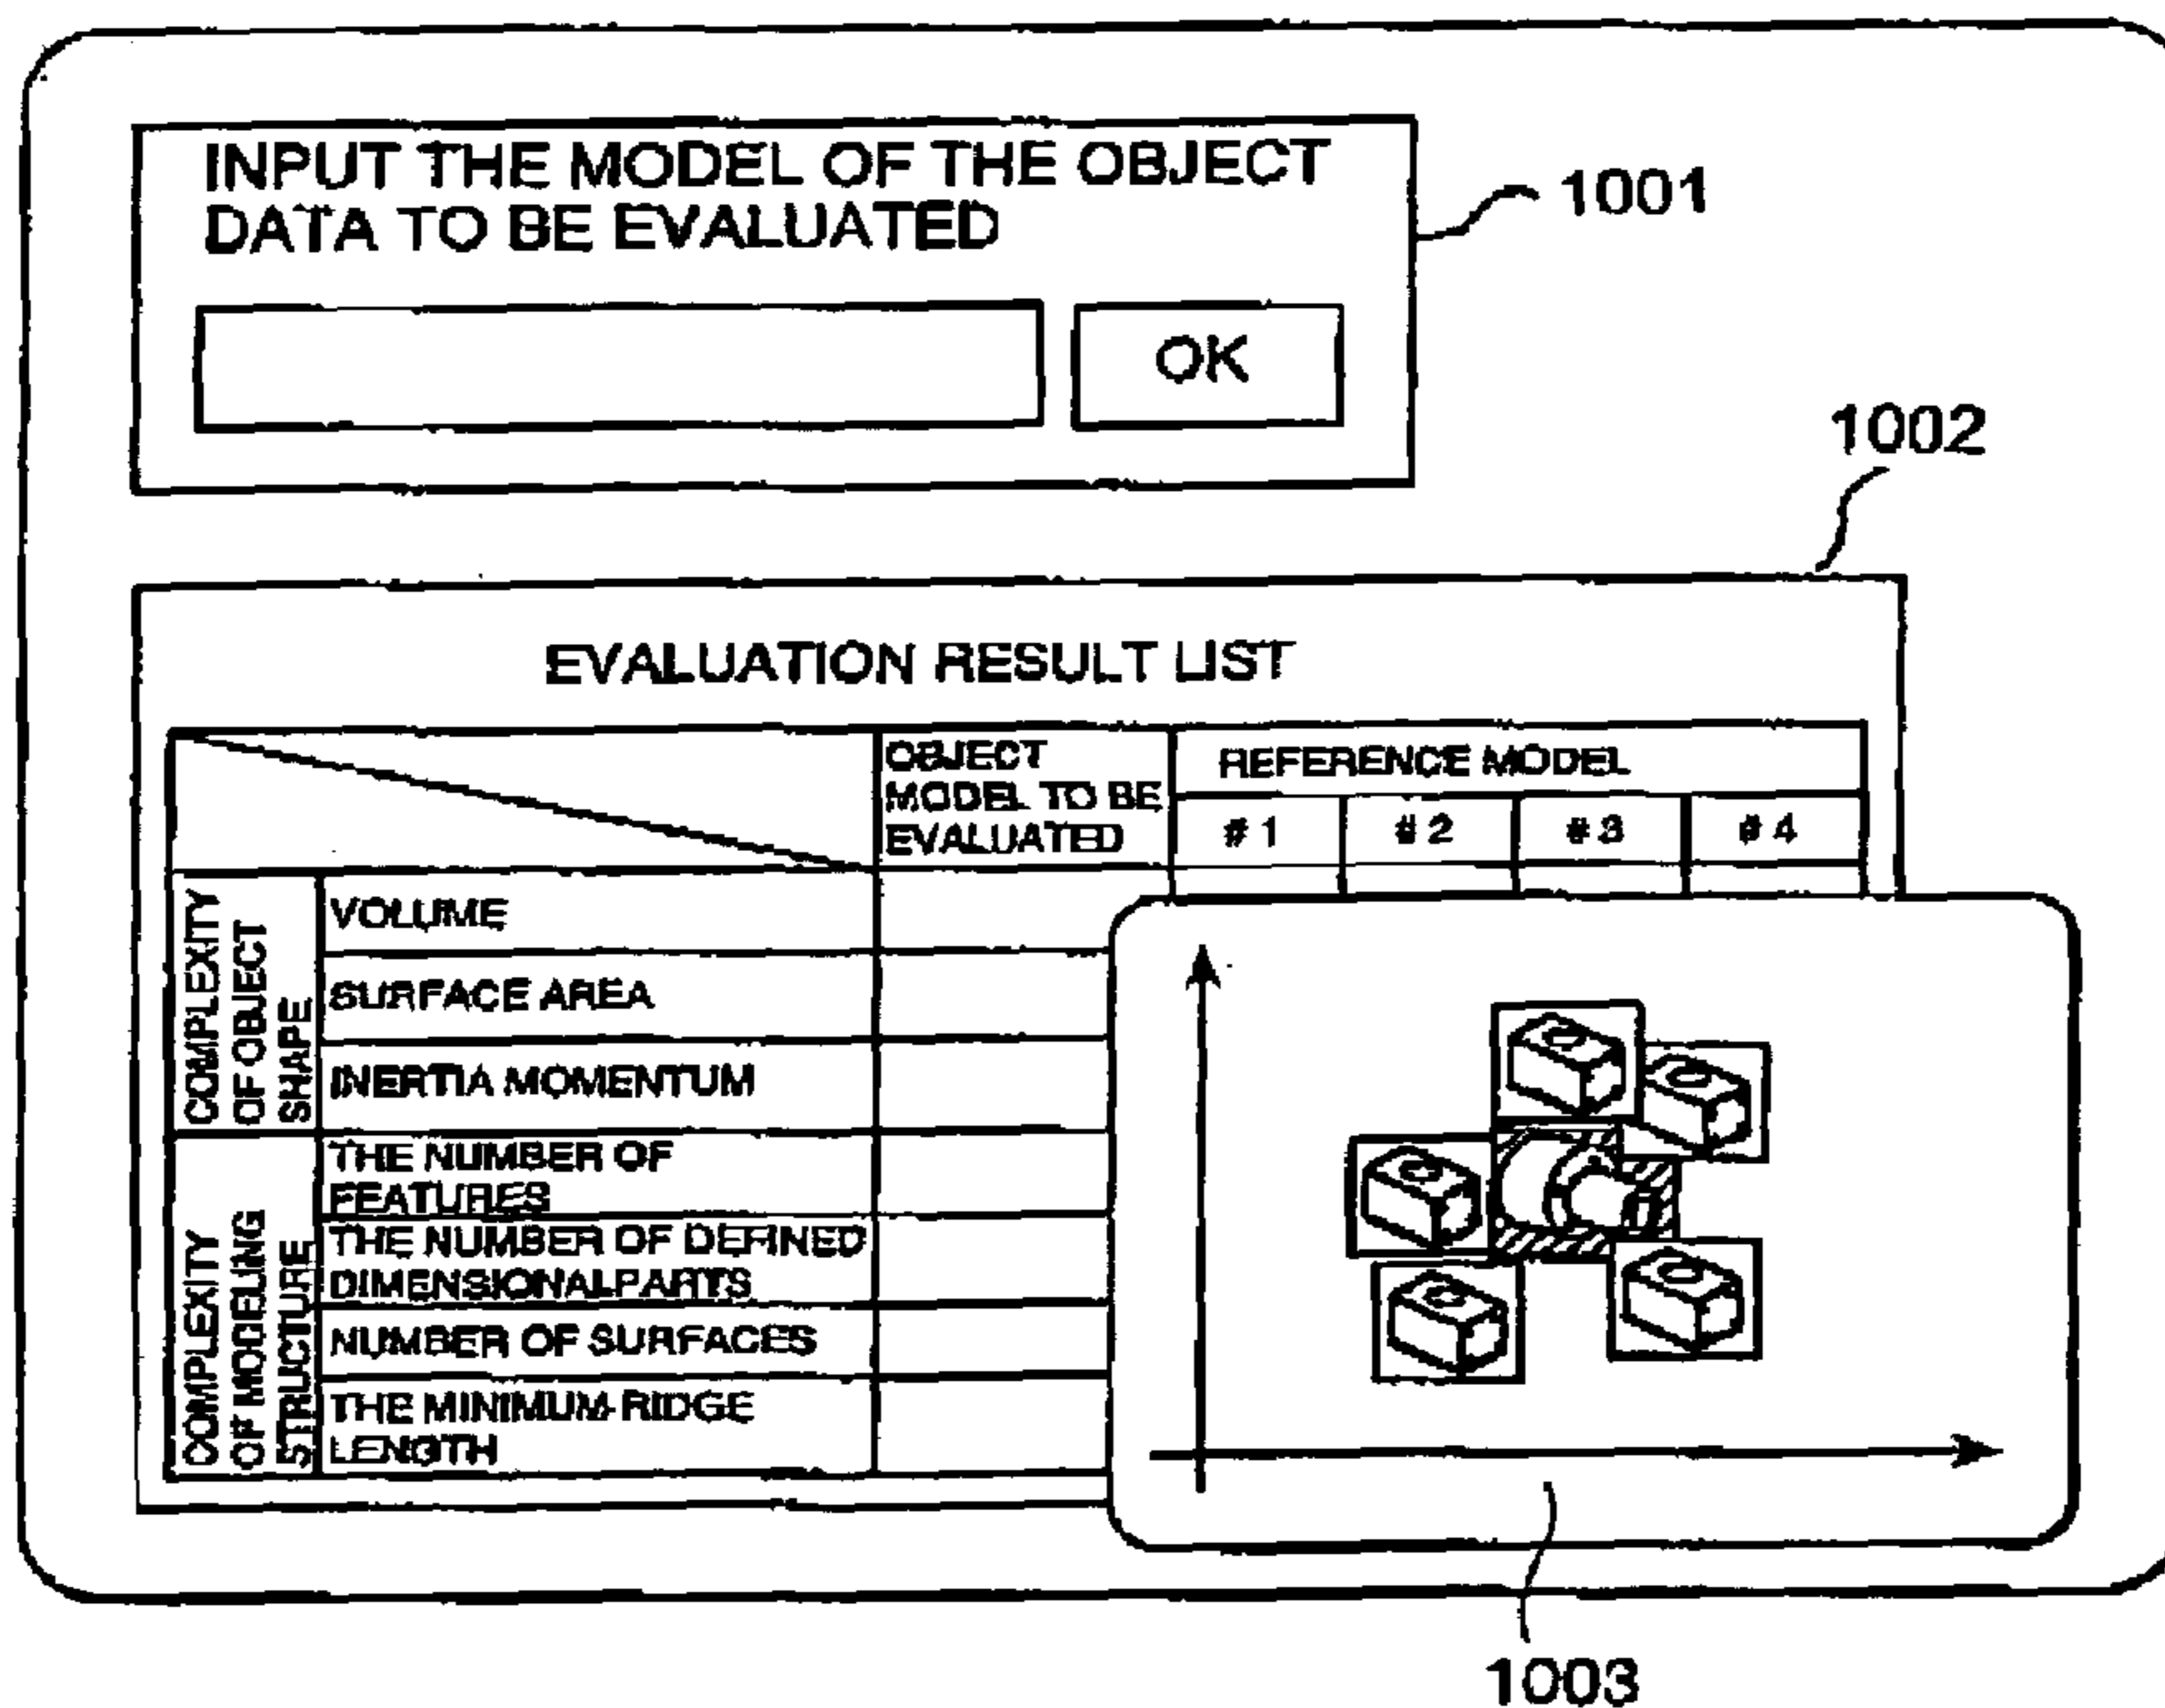 INPUT THE MODEL OF THE OBJECT
DATA TO BE EVALUATED
1001
OK
1002
EVALUATION RESULT LIST
OBJECT
MODEL TO BE
EVALUATED
REFERENCE MODEL
#1 #2 #3 #4
COMPLEXITY
OF OBJECT
SHAPE
VOLUME
SURFACE AREA
INERTIA MOMENTUM
COMPLEXITY
OF MODELING
STRUCTURE
THE NUMBER OF
FEATURES
THE NUMBER OF DEFINED
DIMENSIONALPARTS
NUMBER OF SURFACES
THE MINIMUM RIDGE
LENGTH
1003